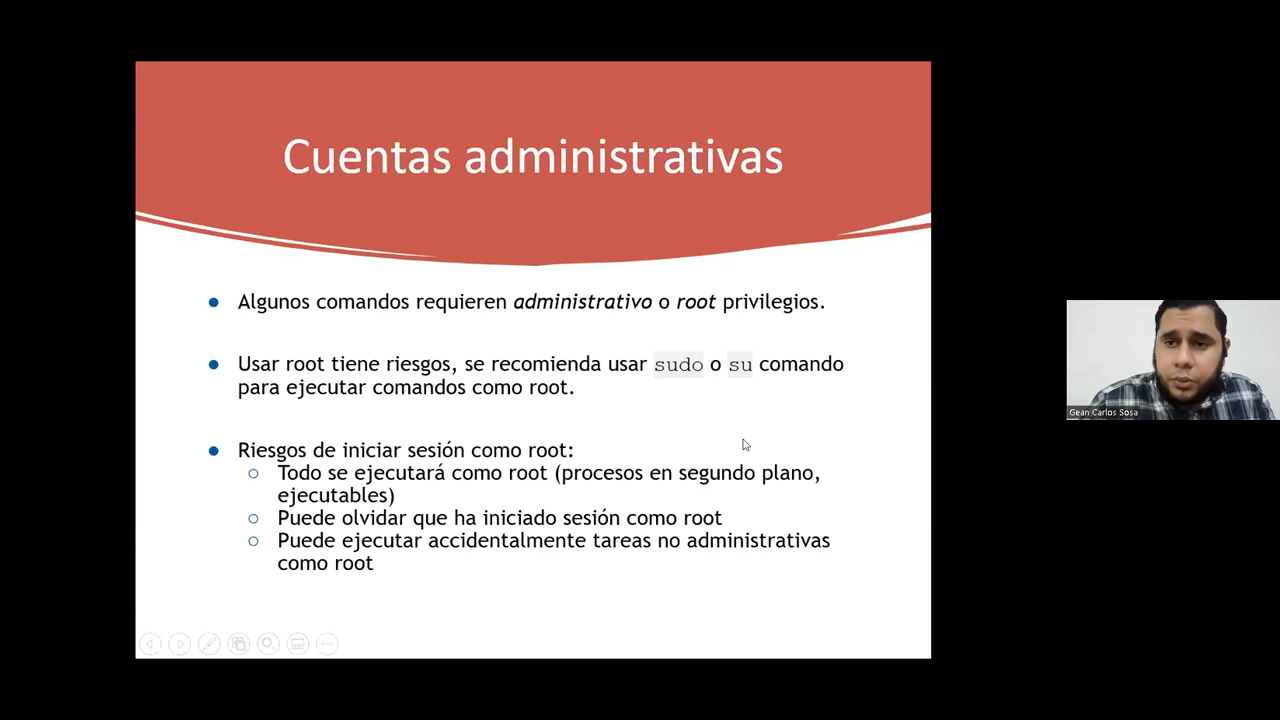 Cuentas administrativas
Algunos comandos requieren administrativo o root privilegios.
Usar root tiene riesgos, se recomienda usar sudo o su comando
para ejecutar comandos como root.
Riesgos de iniciar sesión como root:
Todo se ejecutará como root (procesos en segundo plano,
ejecutables)
Puede olvidar que ha iniciado sesión como root
Puede ejecutar accidentalmente tareas no administrativas
como root
Gean Carlos Sosa